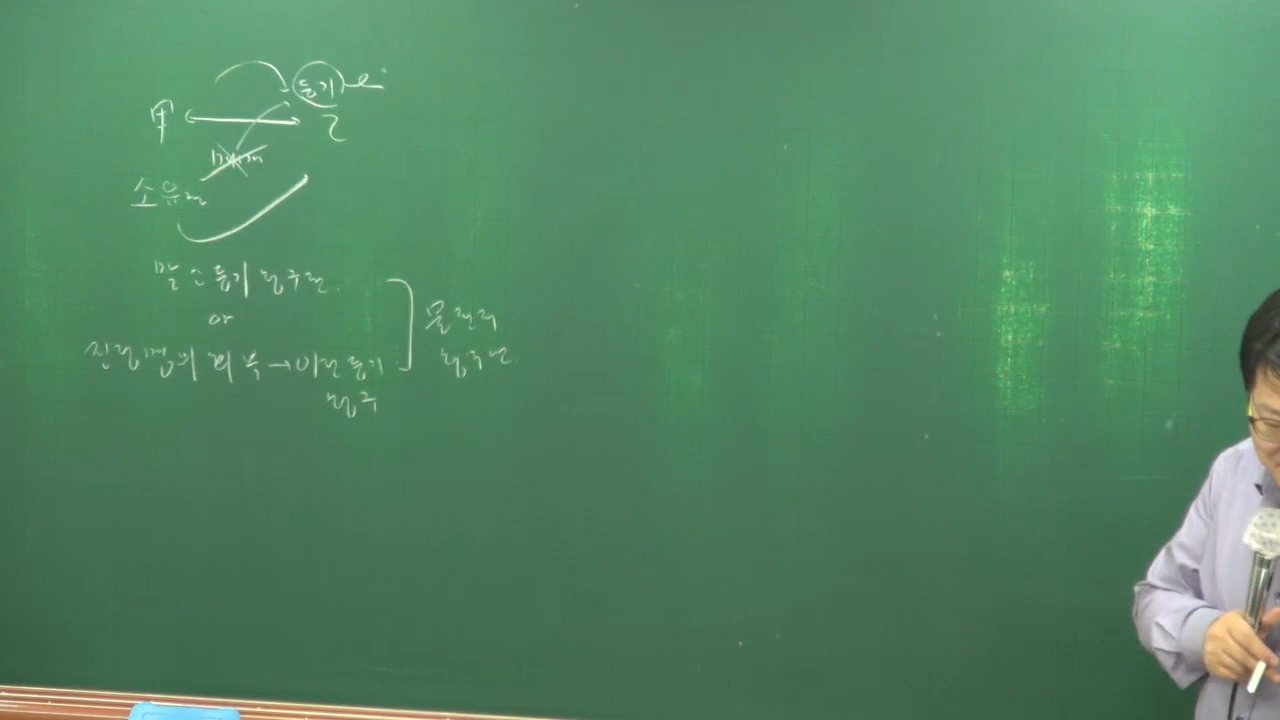 등기
甲 乙
소유권
말소등기 청구권
or
진정명의 회복 → 이전등기
청구
물권적
청구권